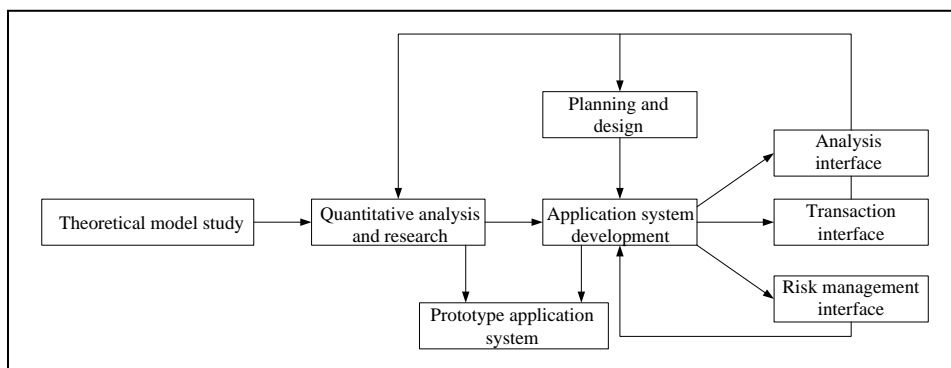 Planning and
design
Analysis
interface
Theoretical model study
Quantitative analysis
and research
Application system
development
Transaction
interface
Risk management
interface
Prototype application
system